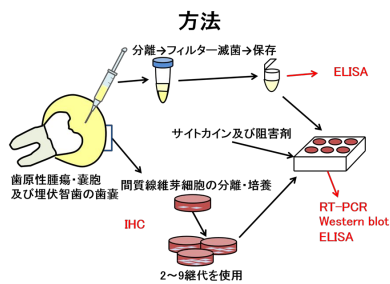 方法
分離→フィルター滅菌→保存
ELISA
サイトカイン及び阻害剤
歯原性腫瘍・嚢胞
及び埋伏智歯の歯嚢
間質線維芽細胞の分離・培養
IHC
RT-PCR
Western blot
ELISA
2～9継代を使用